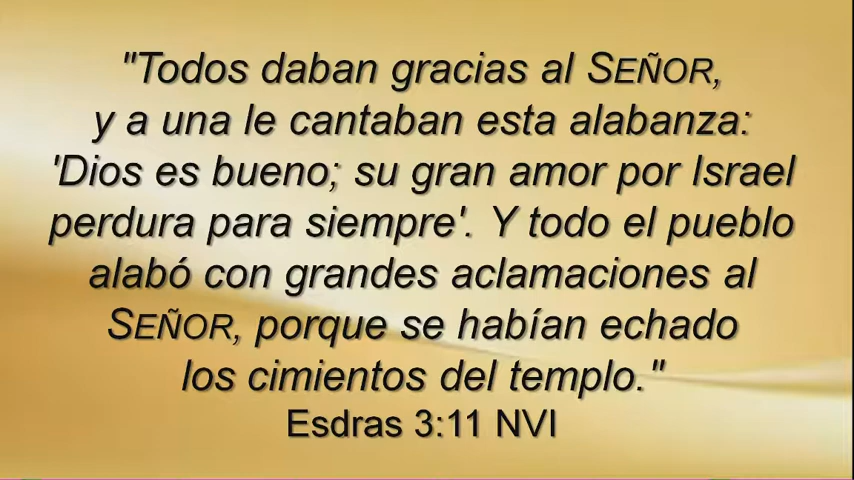 "Todos daban gracias al SEÑOR,
y a una le cantaban esta alabanza:
'Dios es bueno; su gran amor por Israel
perdura para siempre'. Y todo el pueblo
alabó con grandes aclamaciones al
SEÑOR, porque se habían echado
los cimientos del templo."
Esdras 3:11 NVI